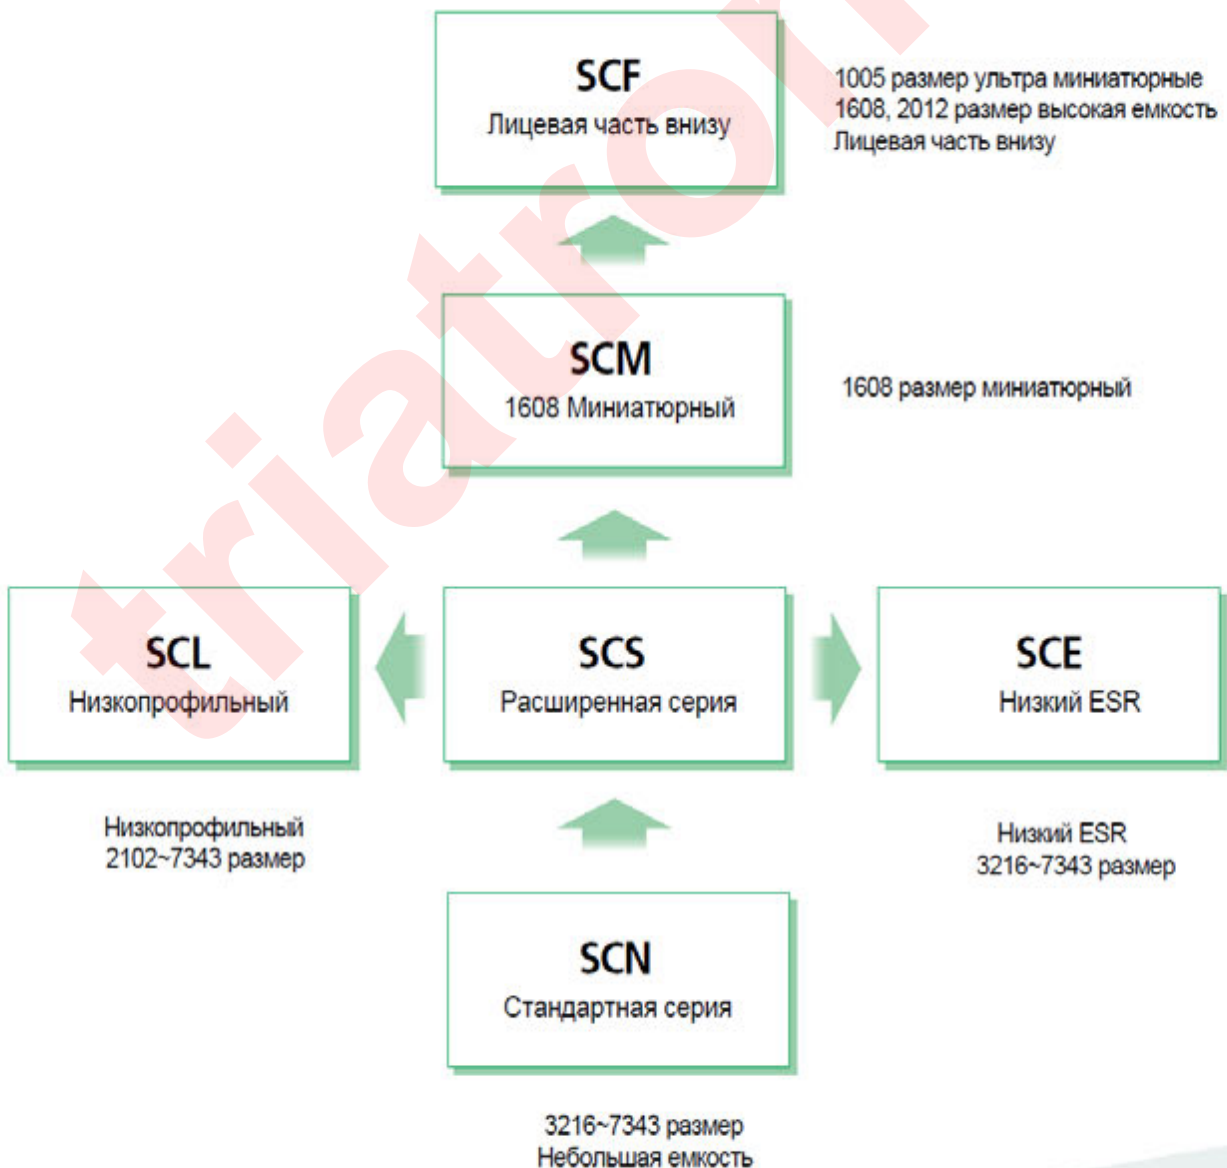 SCF
Лицевая часть внизу
1005 размер ультра миниатюрные
1608, 2012 размер высокая емкость
Лицевая часть внизу
SCM
1608 Миниатюрный
1608 размер миниатюрный
SCL
Низкопрофильный
SCS
Расширенная серия
SCE
Низкий ESR
Низкопрофильный
2102~7343 размер
Низкий ESR
3216~7343 размер
SCN
Стандартная серия
3216~7343 размер
Небольшая емкость
triatron